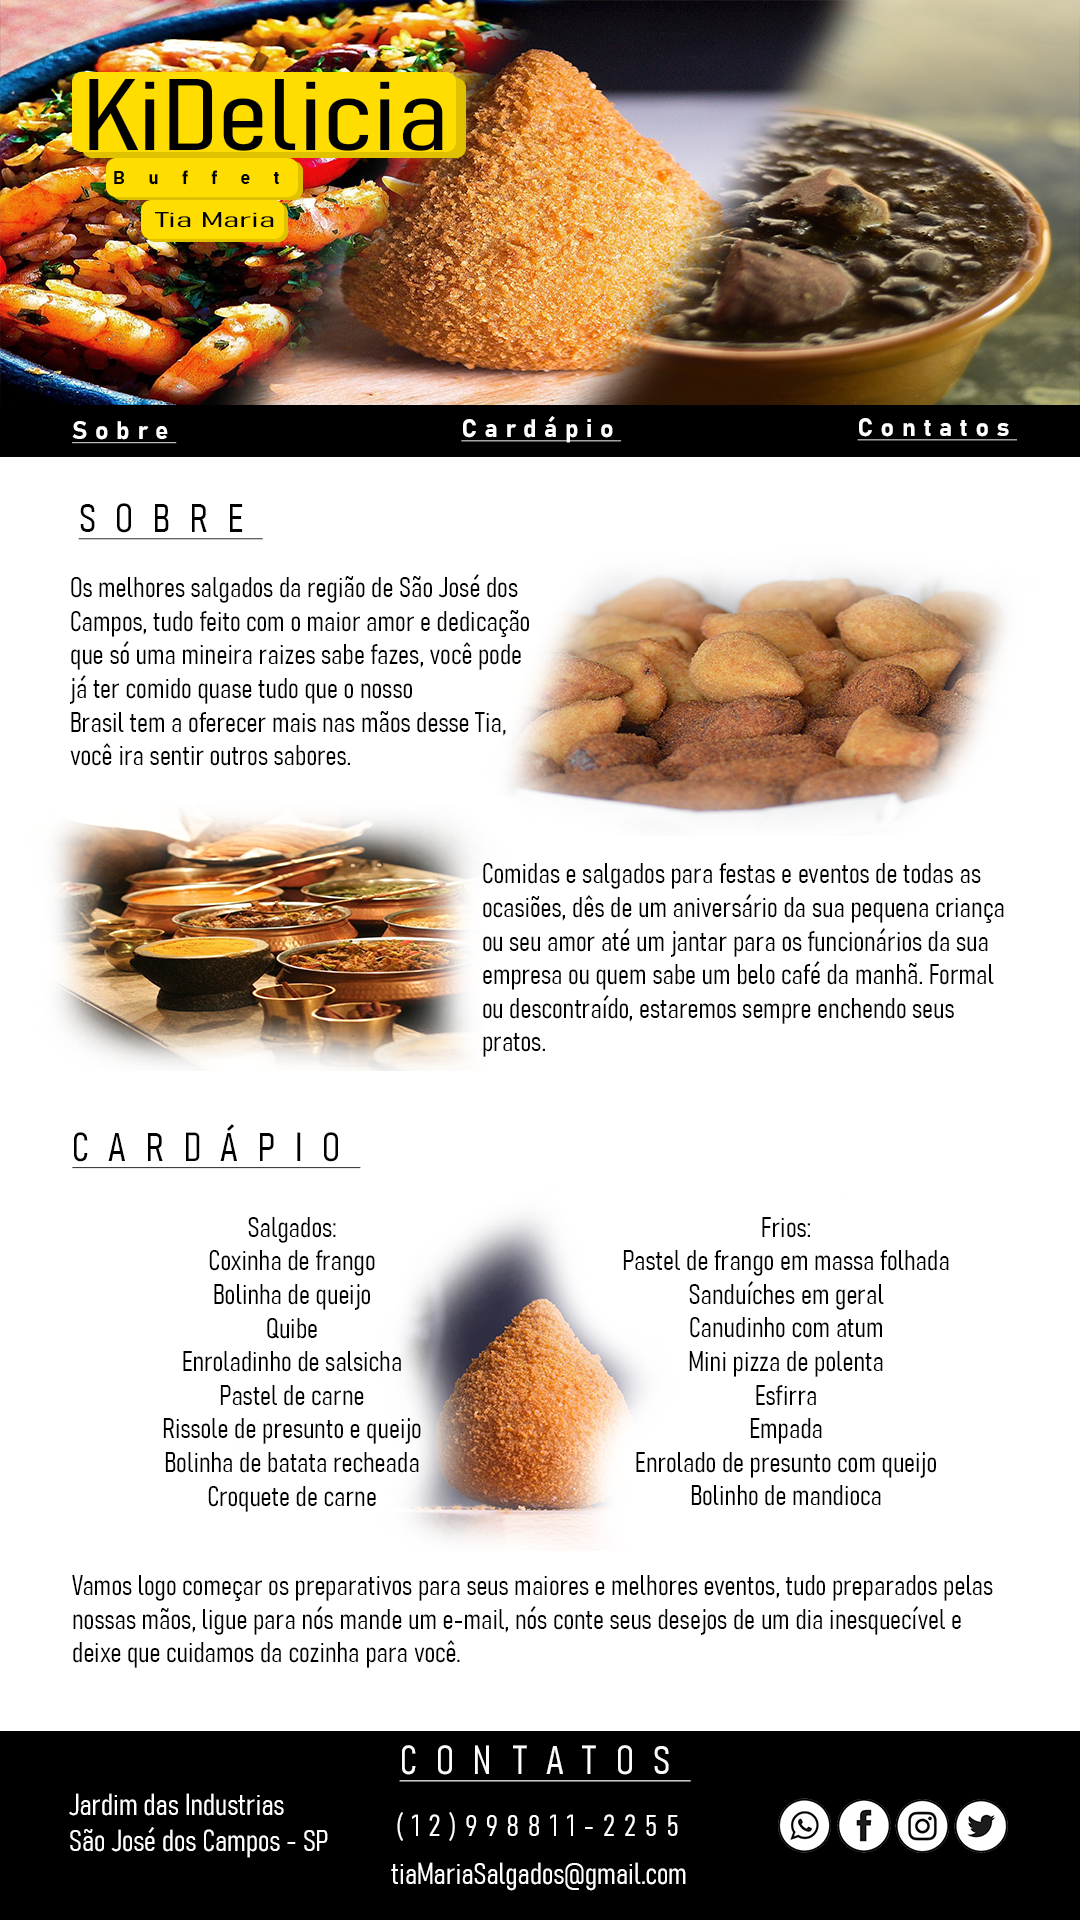 KiDelicia
Buffet
Tia Maria
Sobre
Cardápio
Contatos
SOBRE
Os melhores salgados da região de São José dos
Campos, tudo feito com o maior amor e dedicação
que só uma mineira raizes sabe fazes, você pode
já ter comido quase tudo que o nosso
Brasil tem a oferecer mais nas mãos desse Tia,
você ira sentir outros sabores.
Comidas e salgados para festas e eventos de todas as
ocasiões, dês de um aniversário da sua pequena criança
ou seu amor até um jantar para os funcionários da sua
empresa ou quem sabe um belo café da manhã. Formal
ou descontraído, estaremos sempre enchendo seus
pratos.
CARDÁPIO
Salgados:
Coxinha de frango
Bolinha de queijo
Quibe
Enroladinho de salsicha
Pastel de carne
Rissole de presunto e queijo
Bolinha de batata recheada
Croquete de carne
Frios:
Pastel de frango em massa folhada
Sanduíches em geral
Canudinho com atum
Mini pizza de polenta
Esfirra
Empada
Enrolado de presunto com queijo
Bolinho de mandioca
Vamos logo começar os preparativos para seus maiores e melhores eventos, tudo preparados pelas
nossas mãos, ligue para nós mande um e-mail, nós conte seus desejos de um dia inesquecível e
deixe que cuidamos da cozinha para você.
CONTATOS
Jardim das Industrias
São José dos Campos - SP
(12)998811-2255
tiaMariaSalgados@gmail.com